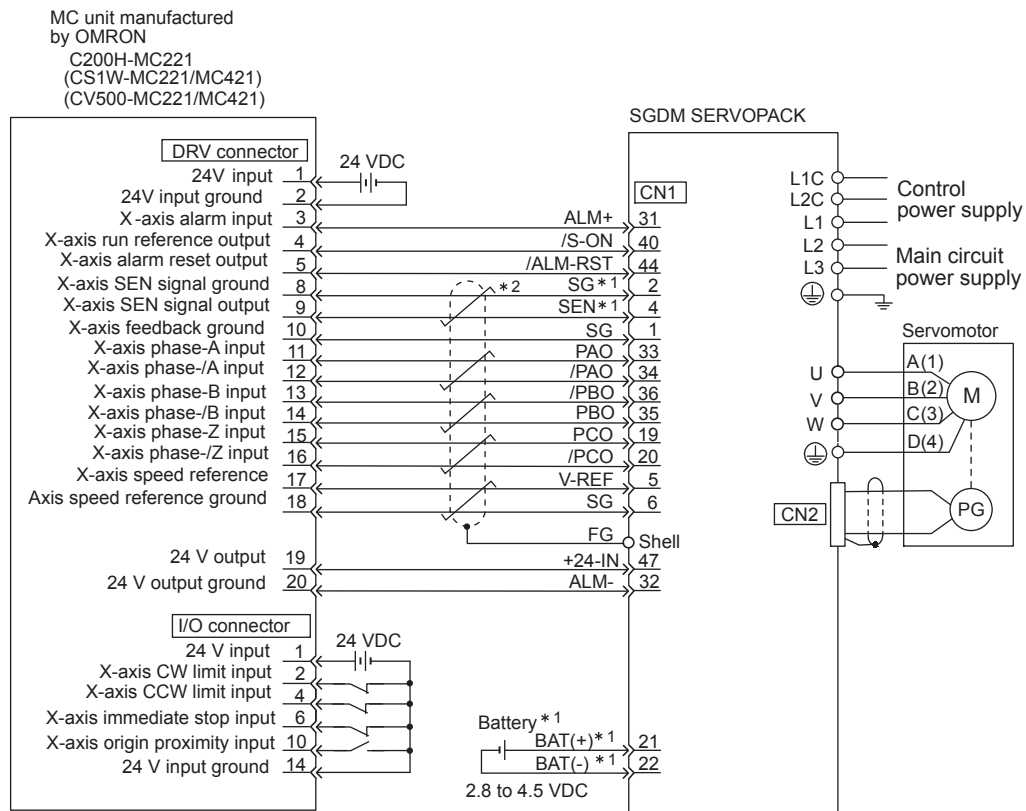 MC unit manufactured
by OMRON
C200H-MC221
(CS1W-MC221/MC421)
(CV500-MC221/MC421)
SGDM SERVOPACK
DRV connector
24 VDC
CN1
24V input 1
24V input ground 2
X-axis alarm input 3 ALM+ 31
X-axis run reference output 4 /S-ON 40
X-axis alarm reset output 5 /ALM-RST 44
X-axis SEN signal ground 8 *2 SG*1 2
X-axis SEN signal output 9 SEN*1 4
X-axis feedback ground 10 SG 1
X-axis phase-A input 11 PAO 33
X-axis phase-/A input 12 /PAO 34
X-axis phase-B input 13 /PBO 36
X-axis phase-/B input 14 PBO 35
X-axis phase-Z input 15 PCO 19
X-axis phase-/Z input 16 /PCO 20
X-axis speed reference 17 V-REF 5
Axis speed reference ground 18 SG 6
FG Shell
24 V output 19 +24-IN 47
24 V output ground 20 ALM- 32
I/O connector
24 VDC
24 V input 1
X-axis CW limit input 2
X-axis CCW limit input 4
X-axis immediate stop input 6
X-axis origin proximity input 10
24 V input ground 14
Battery*1
BAT(+)*1 21
BAT(-)*1 22
2.8 to 4.5 VDC
L1C
L2C
Control
power supply
L1
L2
L3
Main circuit
power supply
Servomotor
U A(1)
V B(2)
W C(3)
D(4)
M
CN2
PG